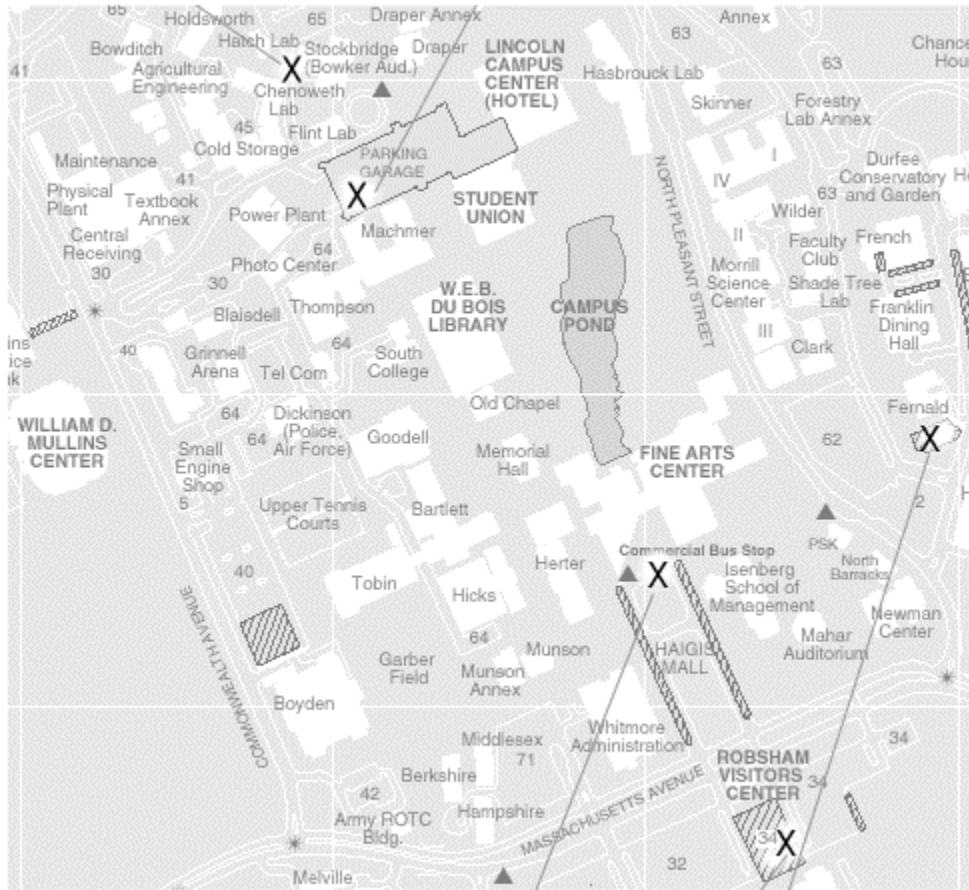 65
Holdsworth
65
Draper Annex
Annex
Hatch Lab
Stockbridge
(Bowker Aud.)
Draper
LINCOLN
CAMPUS
CENTER
(HOTEL)
63
Bowditch
Agricultural
Engineering
X
Chenoweth
Lab
41
Hasbrouck Lab
63
Skinner
Forestry
Lab Annex
45
Cold Storage
Flint Lab
PARKING
GARAGE
X
Maintenance
Physical
Plant
Textbook
Annex
41
Central
Receiving
30
Power Plant
Machmer
STUDENT
UNION
NORTH PLEASANT STREET
I
IV
II
III
Durfee
Conservatory
and Garden
63
Wilder
Faculty
Club
French
64
Photo Center
30
Blaisdell
Thompson
W.E.B.
DU BOIS
LIBRARY
CAMPUS
POND
Morrill
Science
Center
Shade Tree
Lab
Franklin
Dining
Hall
Clark
40
Grinnell
Arena
Tel Com
64
South
College
WILLIAM D.
MULLINS
CENTER
64
64
Dickinson
(Police,
Air Force)
Goodell
Old Chapel
Memorial
Hall
FINE ARTS
CENTER
62
Fernald
X
2
Small
Engine
Shop
5
Upper Tennis
Courts
Bartlett
Commercial Bus Stop
X
PSK
North
Barracks
40
Tobin
Hicks
Herter
Isenberg
School of
Management
Newman
Center
COMMONWEALTH AVENUE
64
Garber
Field
Munson
Munson
Annex
HAIGIS
MALL
Mahar
Auditorium
Boyden
Whitmore
Administration
Middlesex
71
34
ROBSHAM
VISITORS
CENTER
34
Berkshire
42
Army ROTC
Bldg.
Hampshire
MASSACHUSETTS AVENUE
34
X
32
Melville